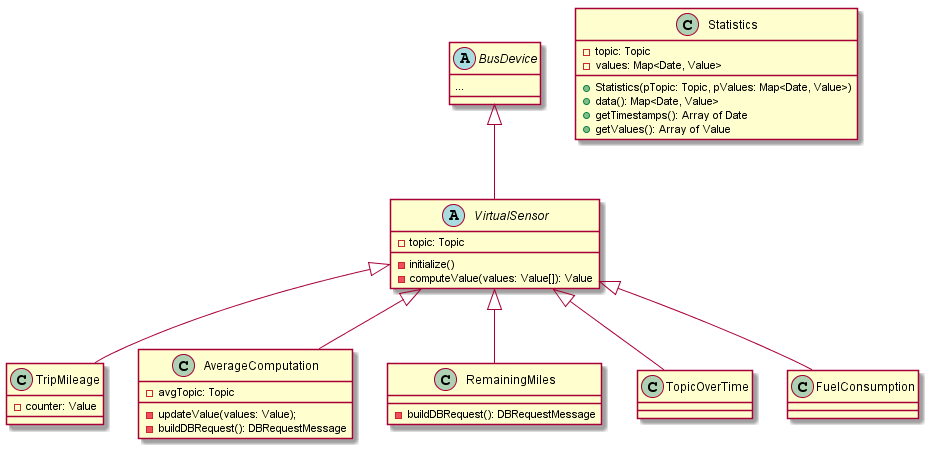 C Statistics
topic: Topic
values: Map<Date, Value>
Statistics(pTopic: Topic, pValues: Map<Date, Value>)
data(): Map<Date, Value>
getTimestamps(): Array of Date
getValues(): Array of Value
A BusDevice
...
A VirtualSensor
topic: Topic
initialize()
computeValue(values: Value[]): Value
C TripMileage
counter: Value
C AverageComputation
avgTopic: Topic
updateValue(values: Value);
buildDBRequest(): DBRequestMessage
C RemainingMiles
buildDBRequest(): DBRequestMessage
C TopicOverTime
C FuelConsumption